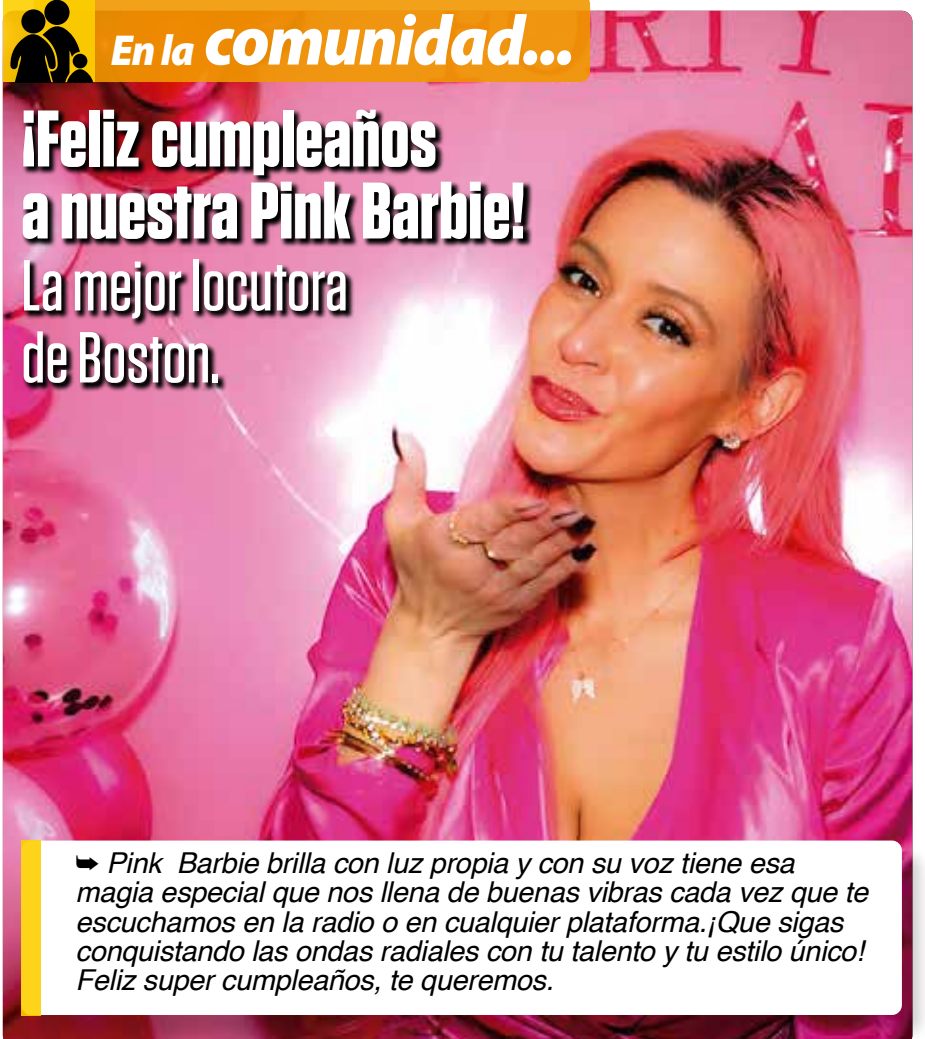 En la comunidad...
¡Feliz cumpleaños
a nuestra Pink Barbie!
La mejor locutora
de Boston.
➥ Pink Barbie brilla con luz propia y con su voz tiene esa
magia especial que nos llena de buenas vibras cada vez que te
escuchamos en la radio o en cualquier plataforma.¡Que sigas
conquistando las ondas radiales con tu talento y tu estilo único!
Feliz super cumpleaños, te queremos.